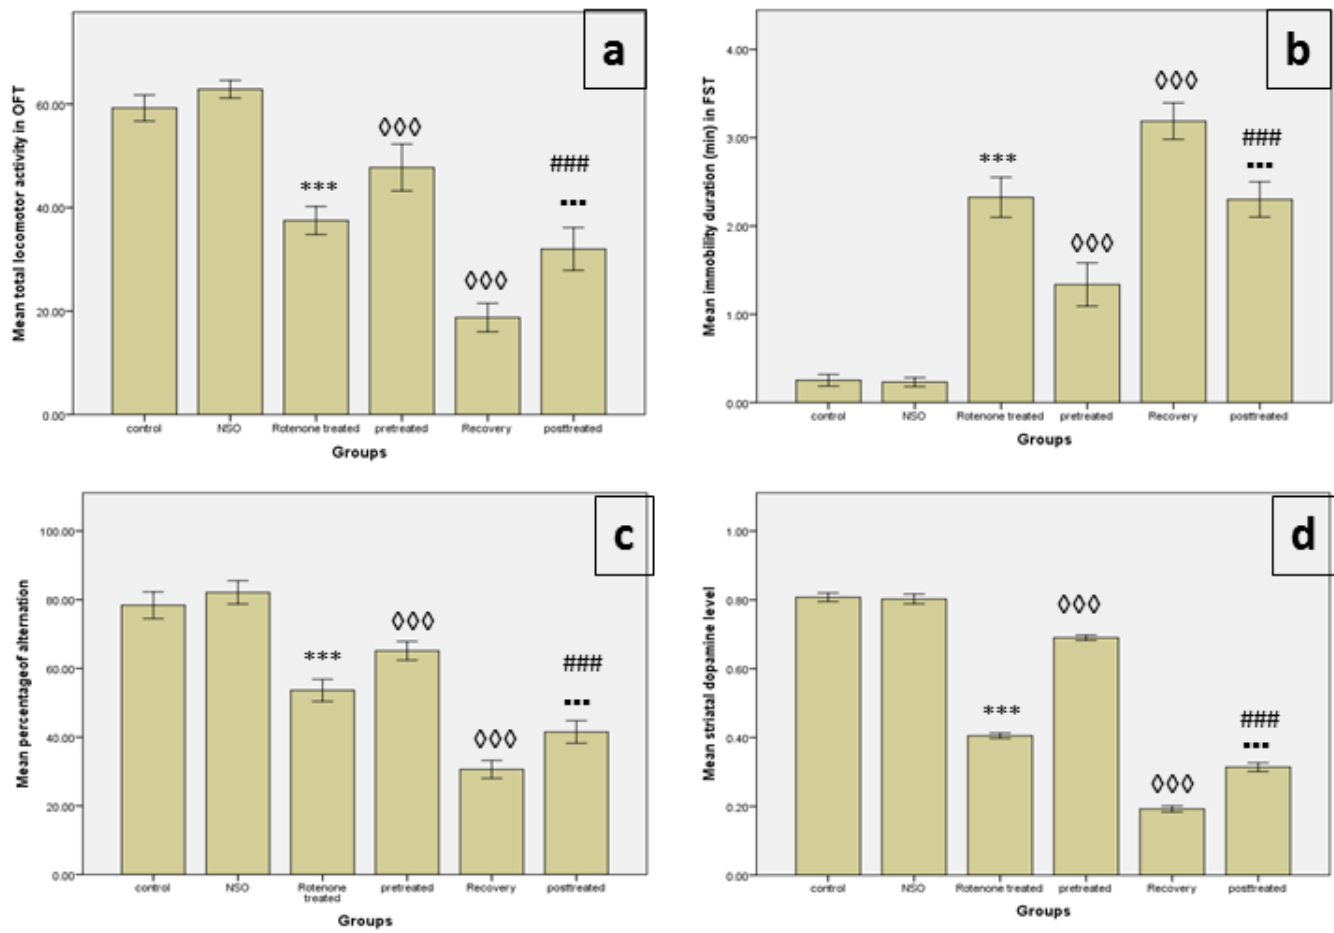 a
Mean total locomotor activity in OFT
60.00
40.00
20.00
0.00
***
◊◊◊
◊◊◊
###
▪▪▪
control NSO Rotenone treated pretreated Recovery posttreated
Groups
b
Mean immobility duration (min) in FST
4.00
3.00
2.00
1.00
0.00
***
◊◊◊
◊◊◊
###
▪▪▪
control NSO Rotenone treated pretreated Recovery posttreated
Groups
c
Mean percentageof alternation
100.00
80.00
60.00
40.00
20.00
0.00
***
◊◊◊
◊◊◊
###
▪▪▪
control NSO Rotenone treated pretreated Recovery posttreated
Groups
d
Mean striatal dopamine level
1.00
0.80
0.60
0.40
0.20
0.00
***
◊◊◊
◊◊◊
###
▪▪▪
control NSO Rotenone treated pretreated Recovery posttreated
Groups